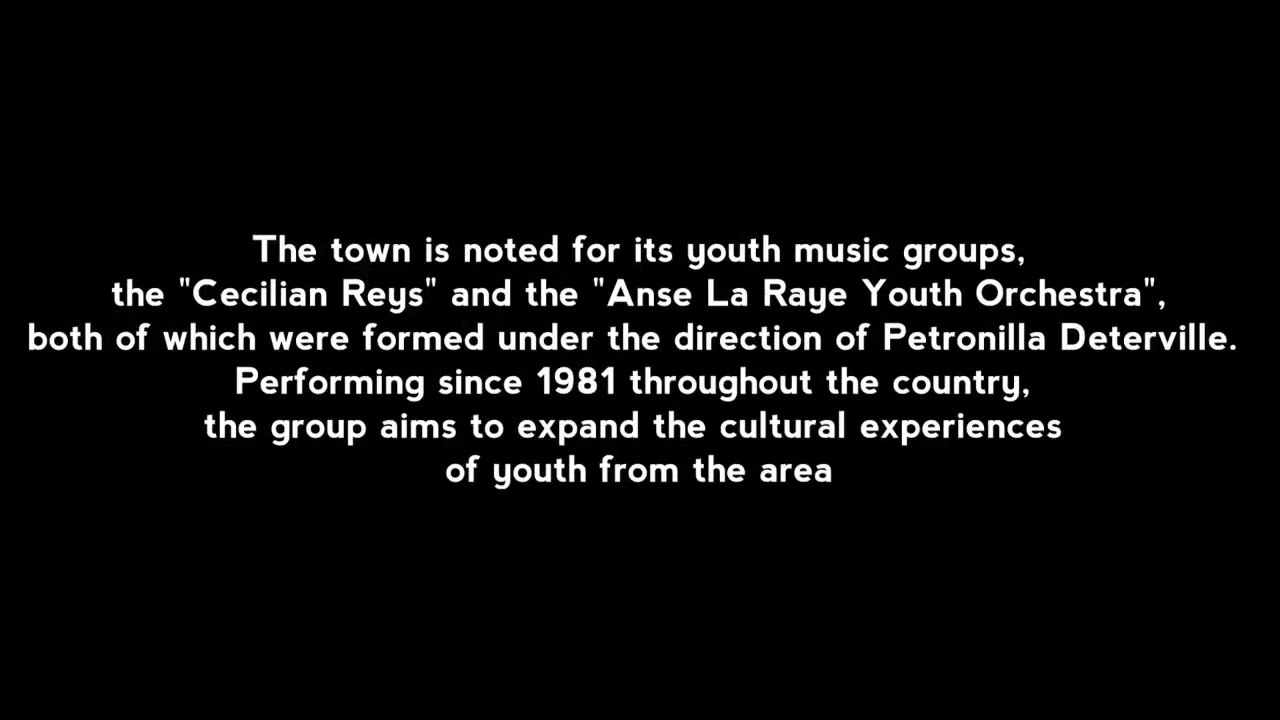 The town is noted for its youth music groups,
the "Cecilian Reys" and the "Anse La Raye Youth Orchestra",
both of which were formed under the direction of Petronilla Deterville.
Performing since 1981 throughout the country,
the group aims to expand the cultural experiences
of youth from the area